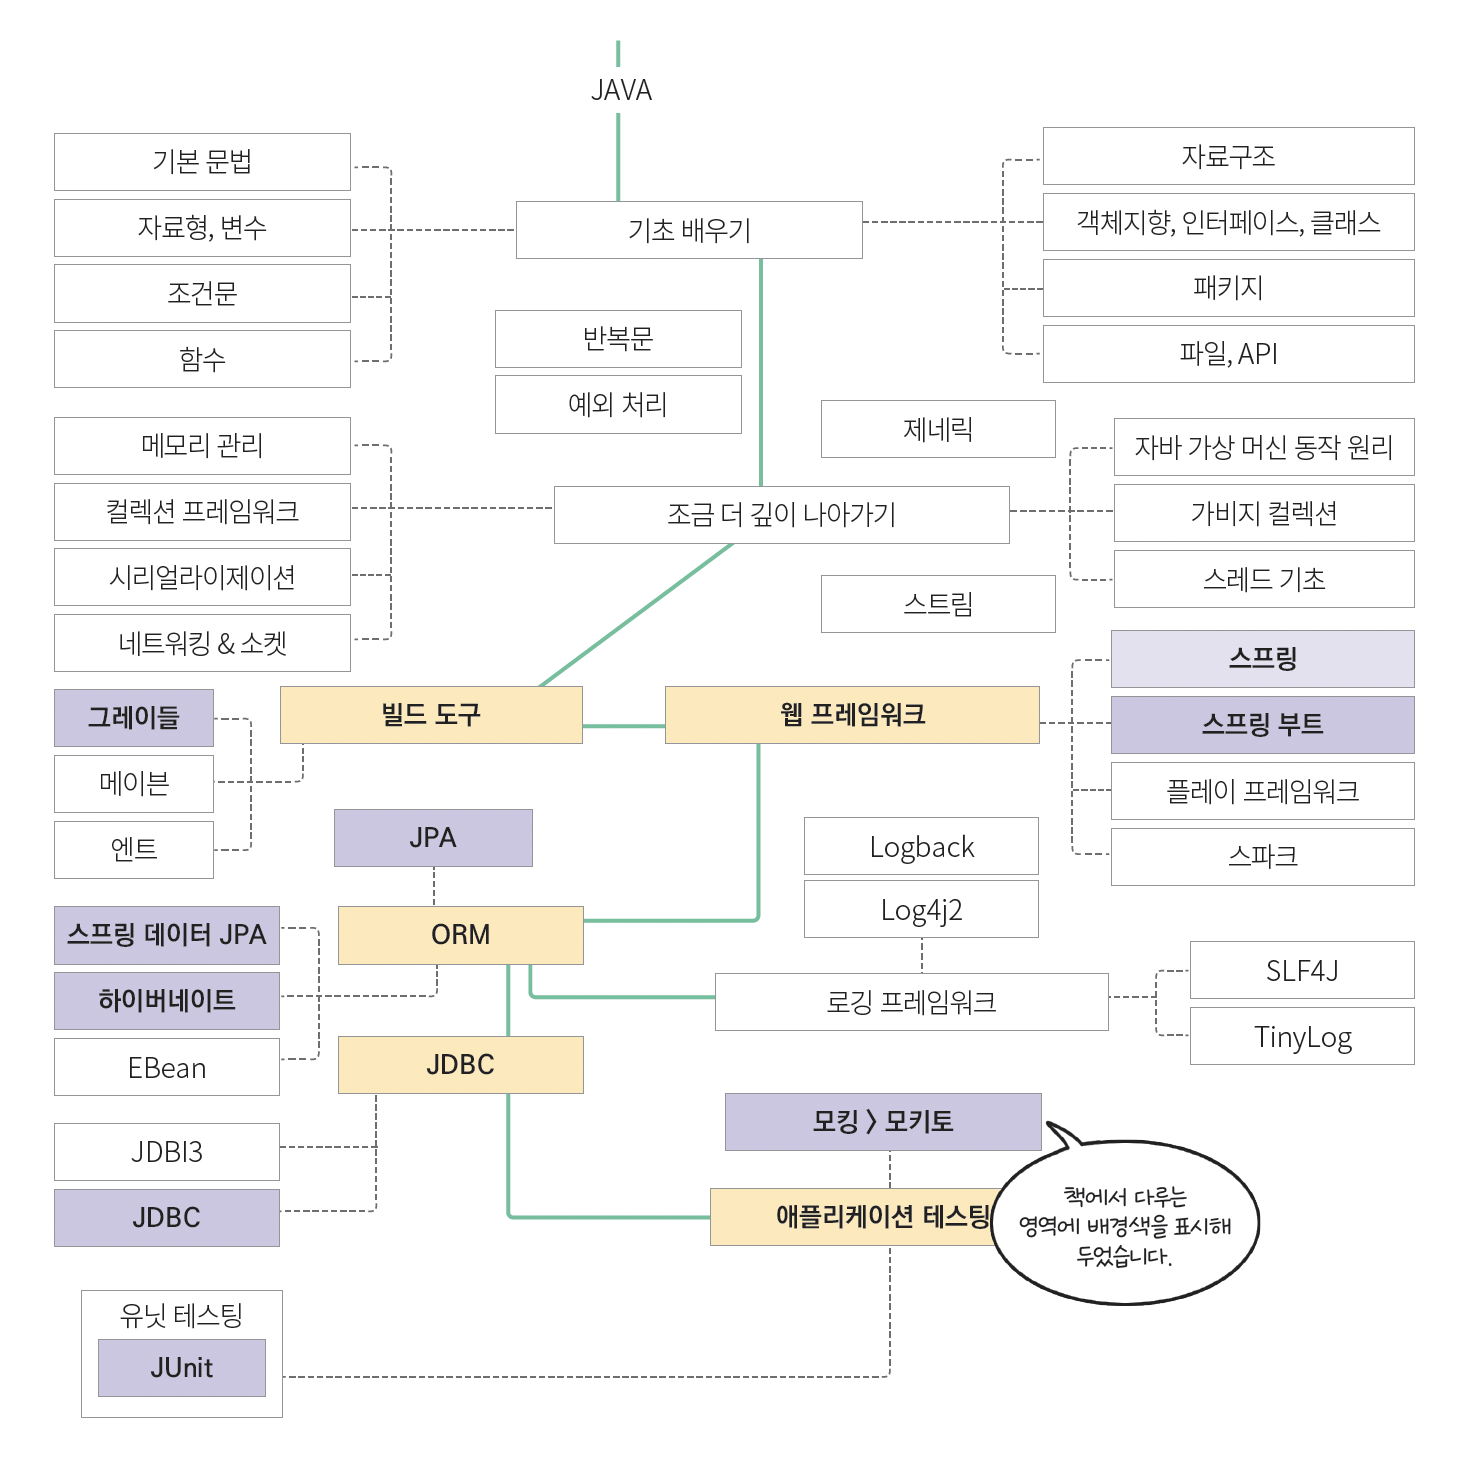 JAVA
기본 문법
자료형, 변수
조건문
함수
기초 배우기
자료구조
객체지향, 인터페이스, 클래스
패키지
파일, API
반복문
예외 처리
메모리 관리
컬렉션 프레임워크
시리얼라이제이션
네트워킹 & 소켓
조금 더 깊이 나아가기
제네릭
스트림
자바 가상 머신 동작 원리
가비지 컬렉션
스레드 기초
그레이들
메이븐
엔트
빌드 도구
웹 프레임워크
스프링
스프링 부트
플레이 프레임워크
스파크
JPA
ORM
스프링 데이터 JPA
하이버네이트
EBean
Logback
Log4j2
로깅 프레임워크
SLF4J
TinyLog
JDBC
JDBI3
JDBC
모킹 > 모키토
애플리케이션 테스팅
책에서 다루는
영역에 배경색을 표시해
두었습니다.
유닛 테스팅
JUnit